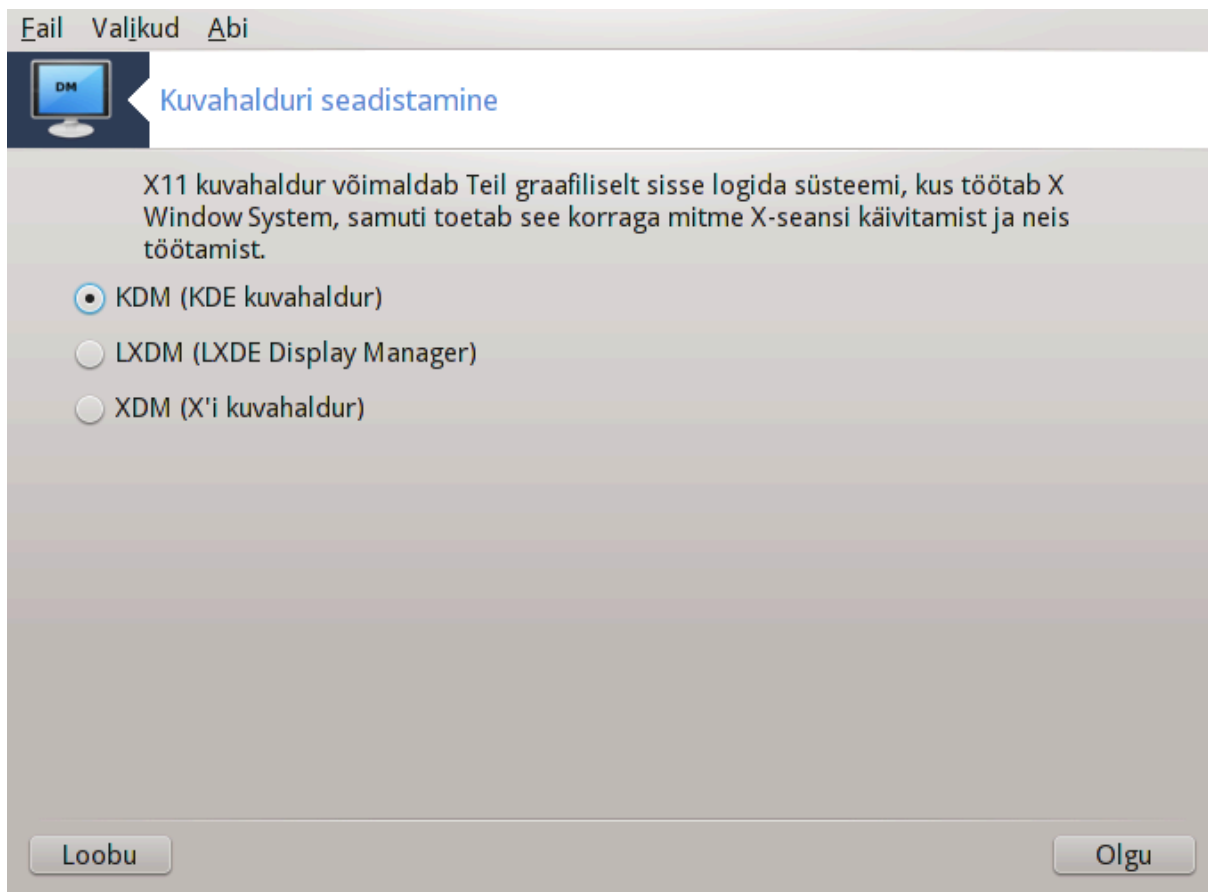 Fail Valikud Abi
DM
Kuvahalduri seadistamine
X11 kuvahaldur võimaldab Teil graafiliselt sisse logida süsteemi, kus töötab X
Window System, samuti toetab see korraga mitme X-seansi käivitamist ja neis
töötamist.
KDM (KDE kuvahaldur)
LXDM (LXDE Display Manager)
XDM (X'i kuvahaldur)
Loobu Olgu